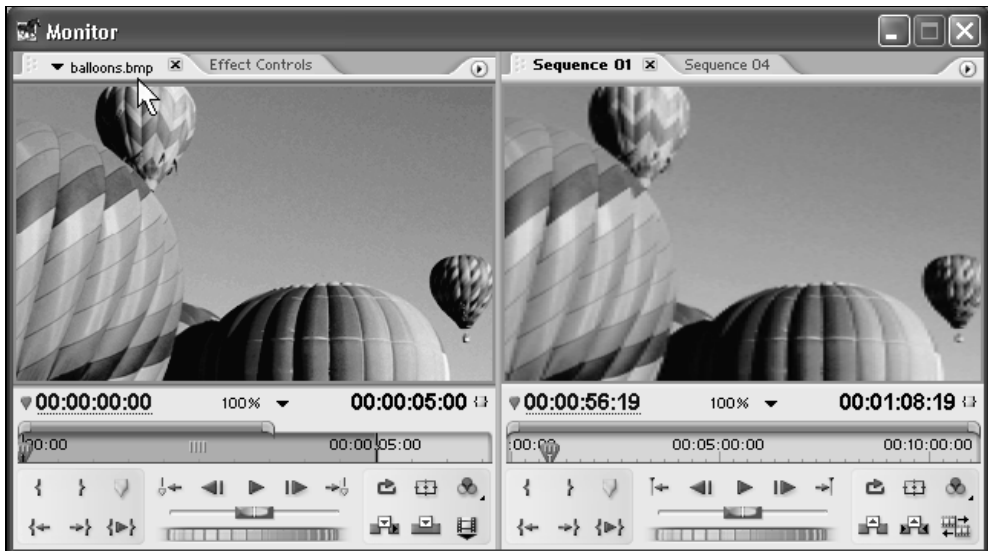 Monitor
balloons.bmp Effect Controls
Sequence 01 Sequence 04
00:00:00:00 100% 00:00:05:00
00:00:56:19 100% 00:01:08:19
00:00 00:00:05:00
:00:00 00:05:00:00 00:10:00:00